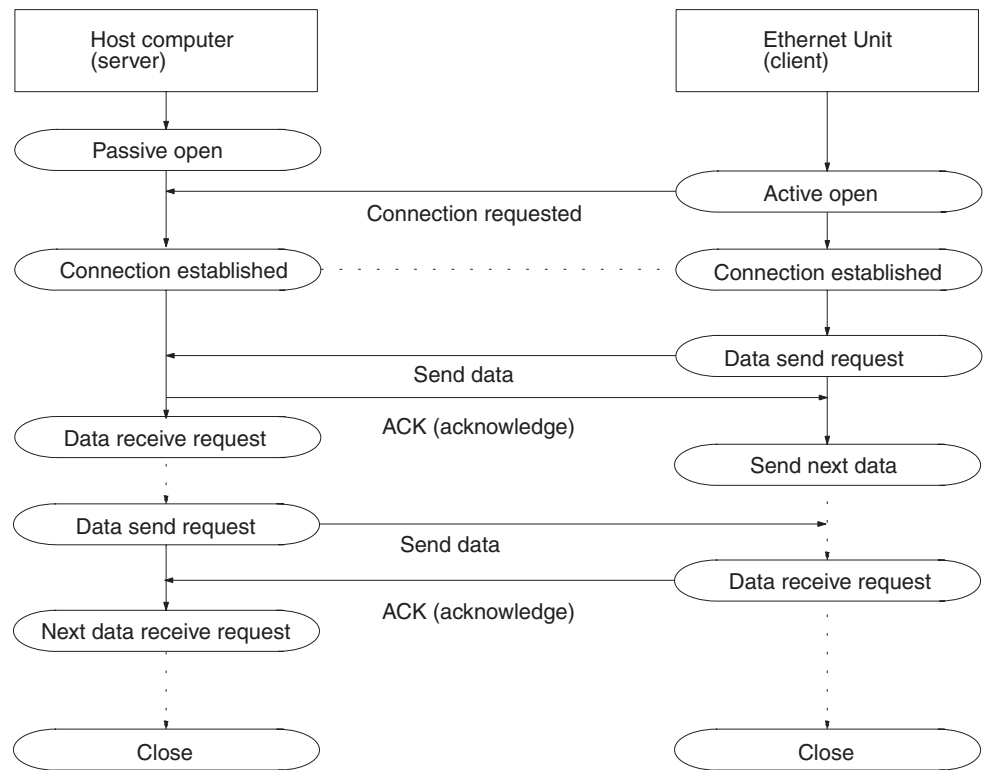 Host computer
(server)
Ethernet Unit
(client)
Passive open
Active open
Connection requested
Connection established
Connection established
Data send request
Send data
ACK (acknowledge)
Data receive request
Send next data
Data send request
Send data
Data receive request
ACK (acknowledge)
Next data receive request
Close
Close